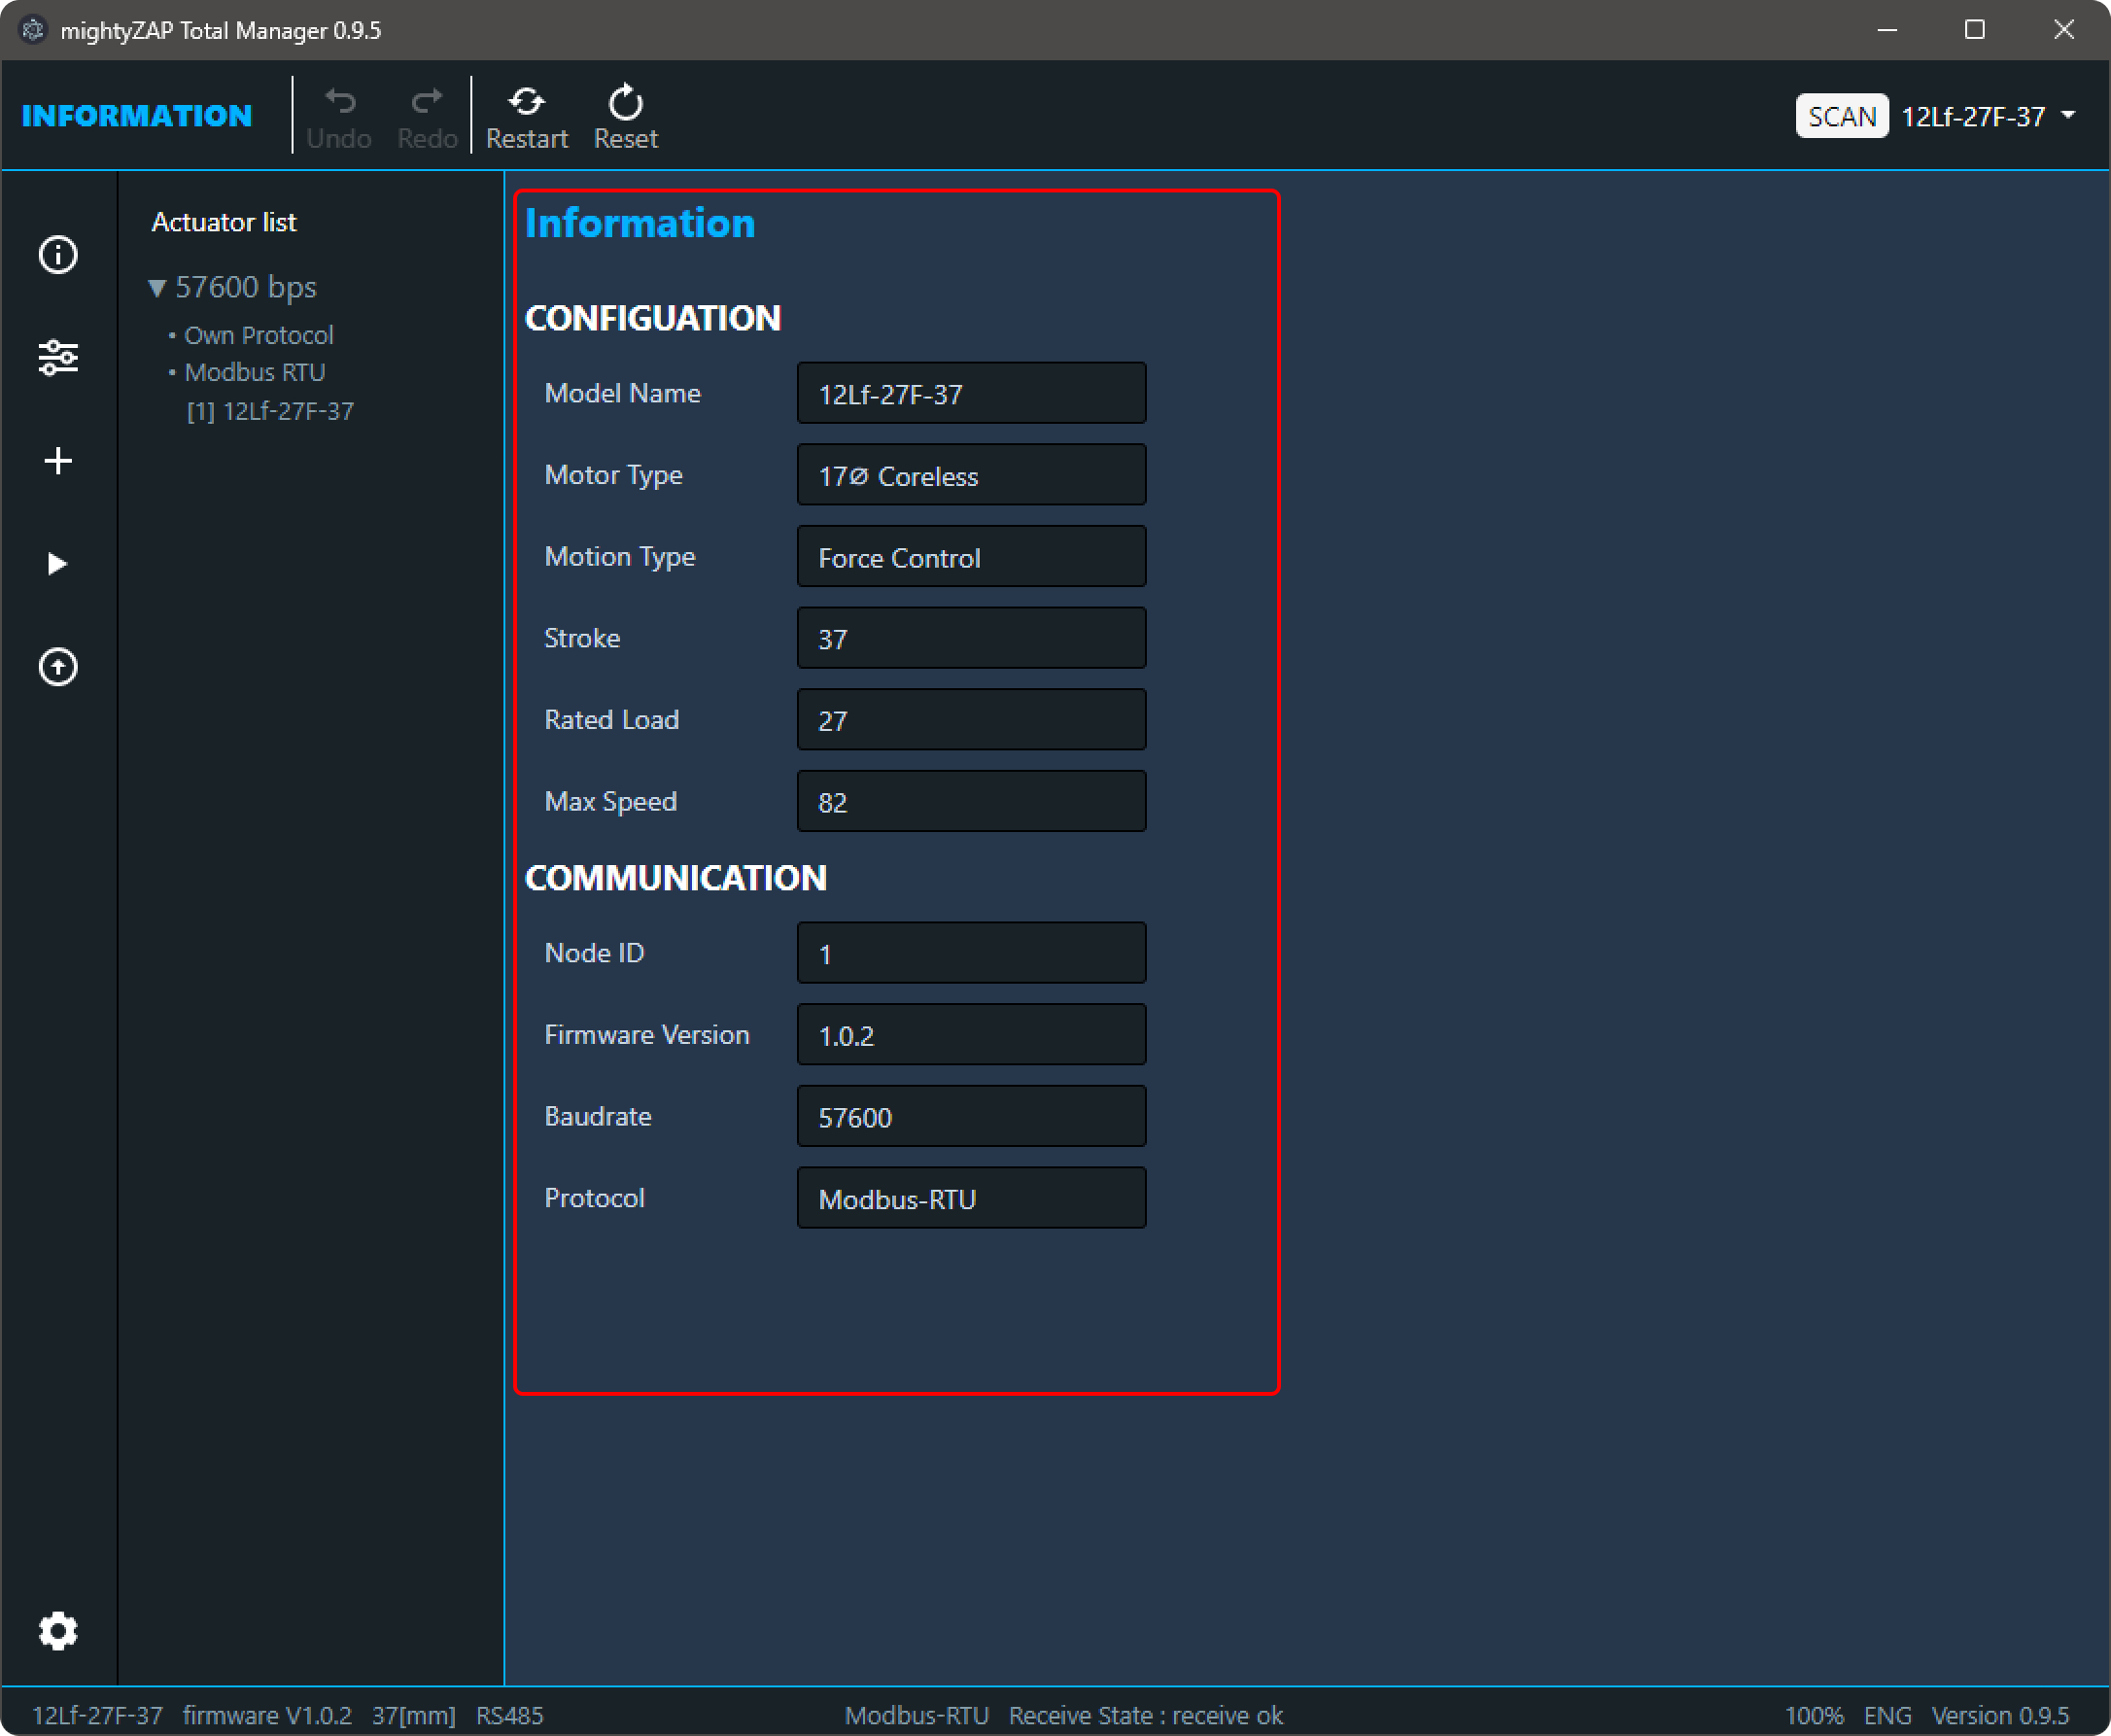 mightyZAP Total Manager 0.9.5
INFORMATION
Undo Redo Restart Reset
SCAN 12Lf-27F-37
Actuator list
▼ 57600 bps
• Own Protocol
• Modbus RTU
[1] 12Lf-27F-37
Information
CONFIGUATION
Model Name 12Lf-27F-37
Motor Type 17Ø Coreless
Motion Type Force Control
Stroke 37
Rated Load 27
Max Speed 82
COMMUNICATION
Node ID 1
Firmware Version 1.0.2
Baudrate 57600
Protocol Modbus-RTU
12Lf-27F-37 firmware V1.0.2 37[mm] RS485 Modbus-RTU Receive State : receive ok 100% ENG Version 0.9.5